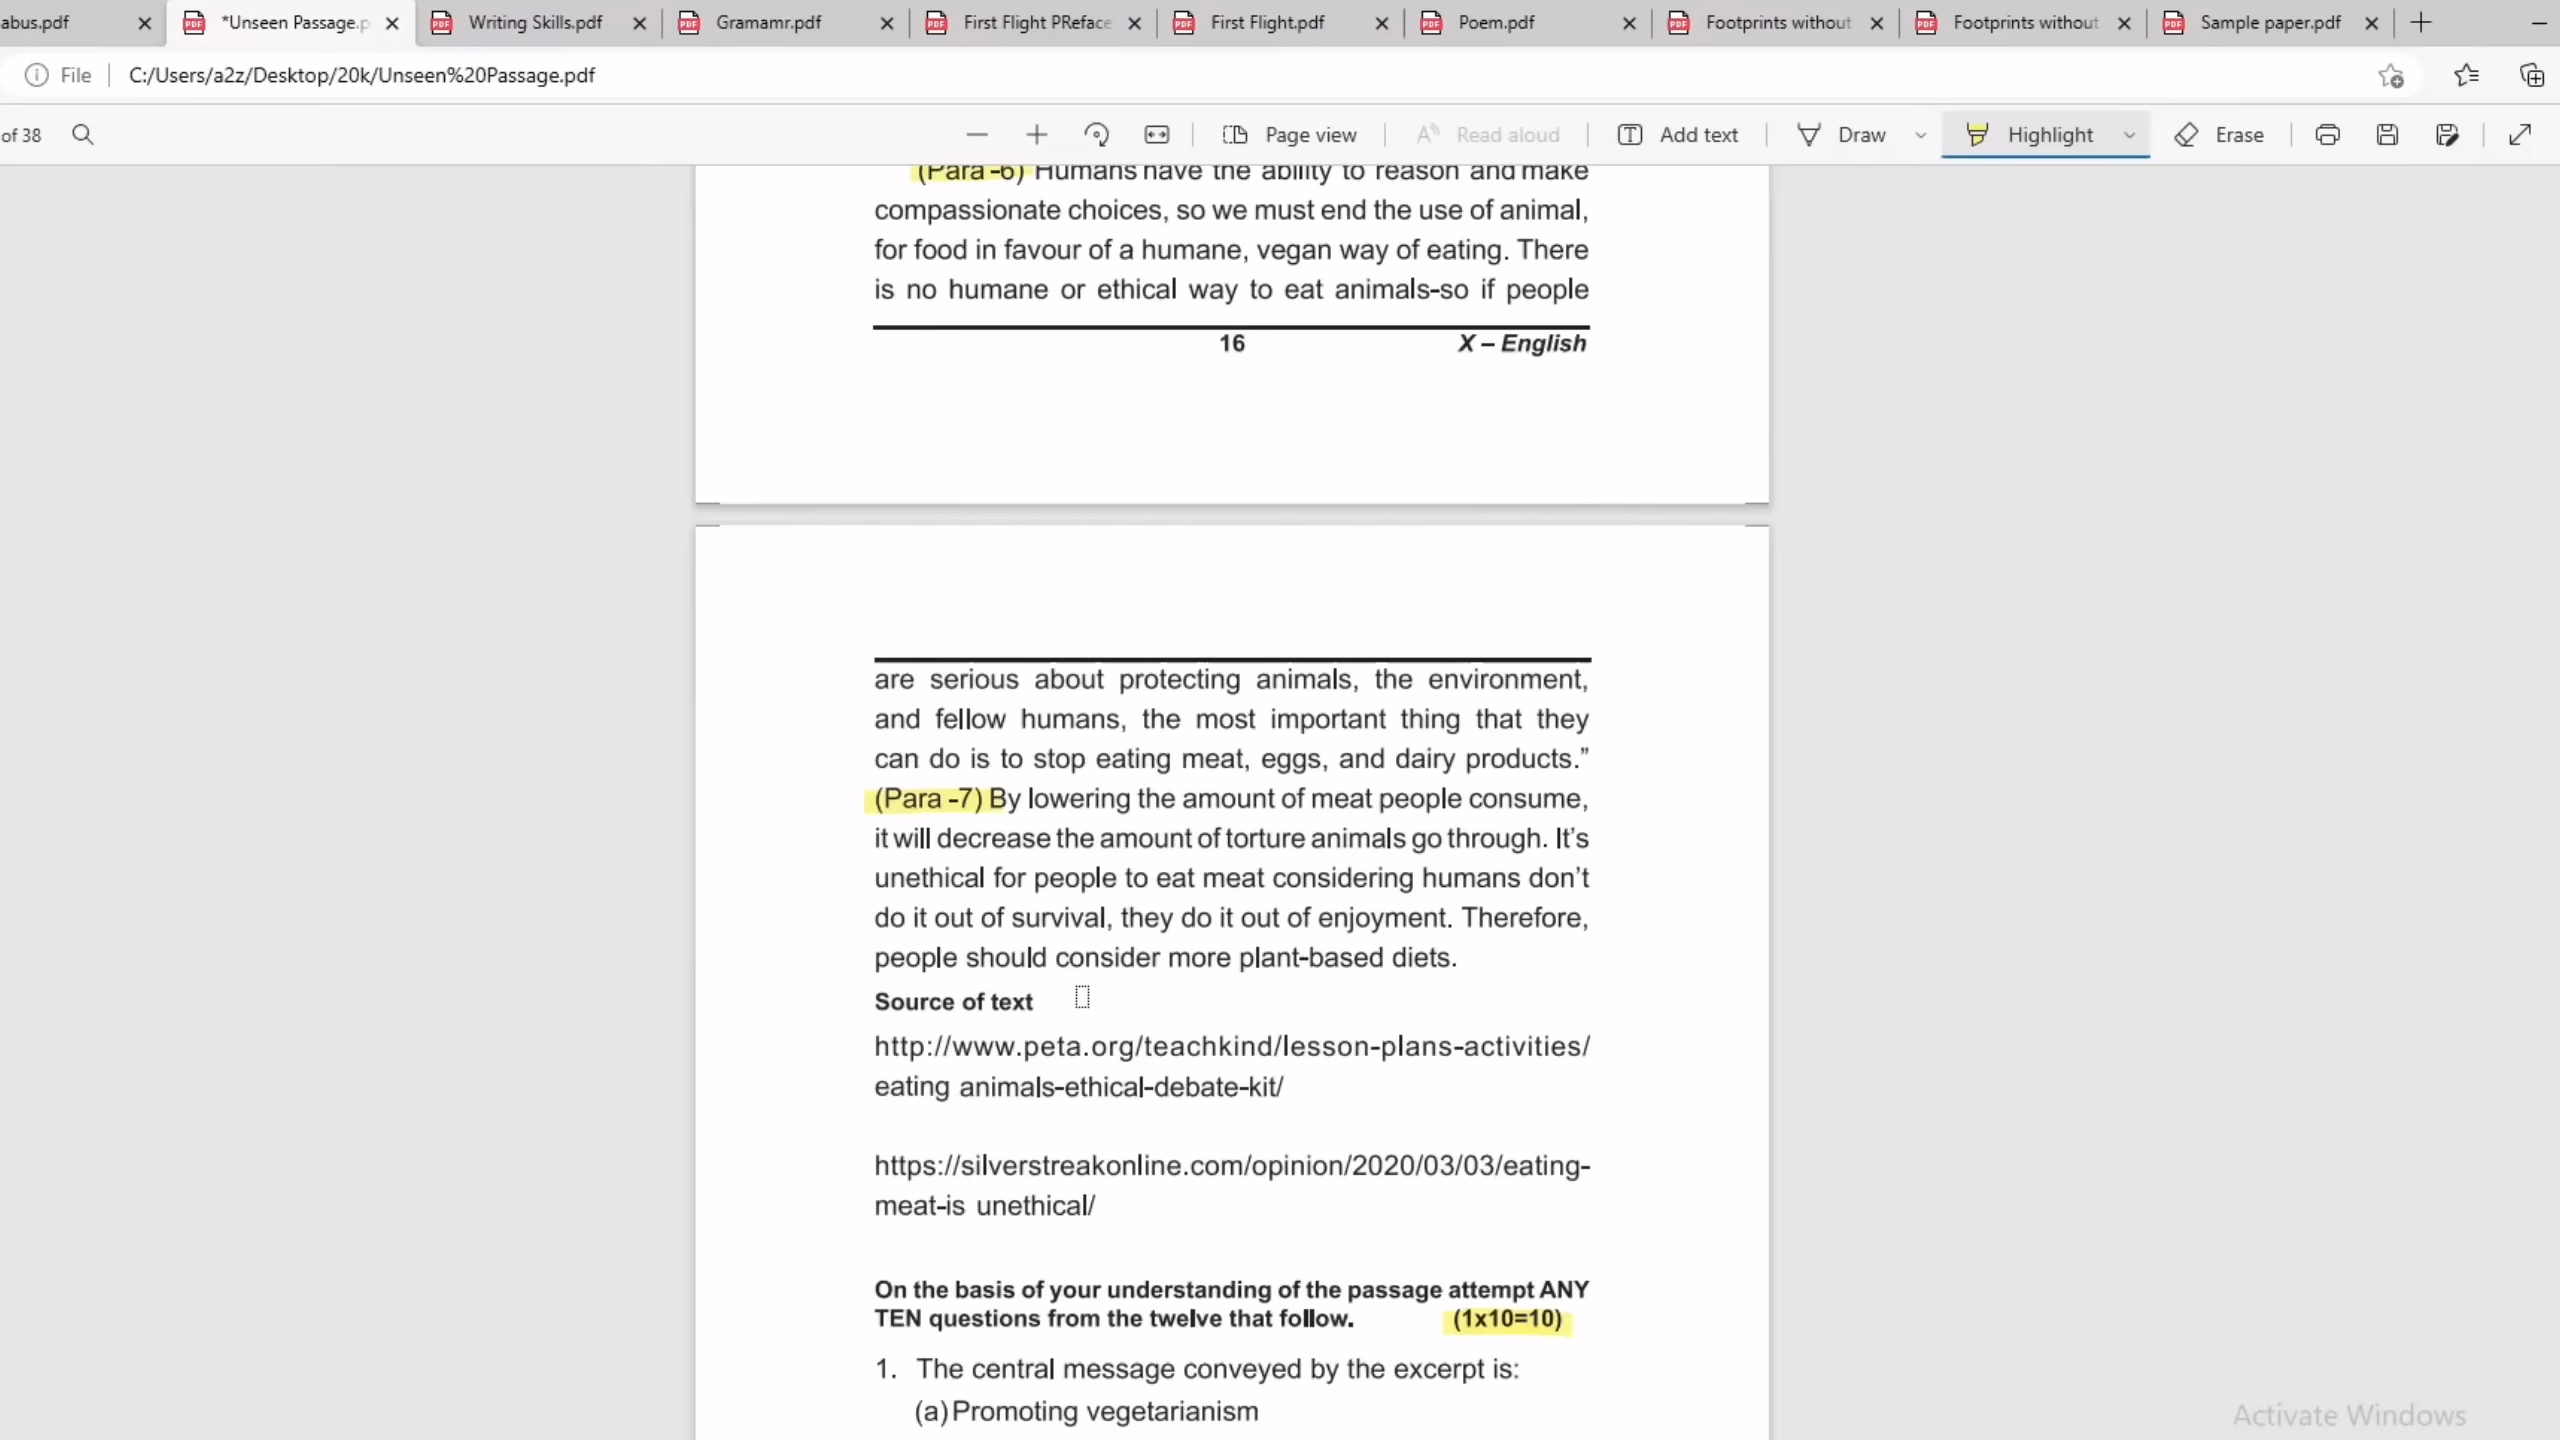 abus.pdf
*Unseen Passage.p
Writing Skills.pdf
Gramamr.pdf
First Flight PReface
First Flight.pdf
Poem.pdf
Footprints without
Footprints without
Sample paper.pdf
File
C:/Users/a2z/Desktop/20k/Unseen%20Passage.pdf
of 38
Page view
Read aloud
Add text
Draw
Highlight
Erase
(Para -6) Humans have the ability to reason and make
compassionate choices, so we must end the use of animal,
for food in favour of a humane, vegan way of eating. There
is no humane or ethical way to eat animals-so if people
16 X – English
are serious about protecting animals, the environment,
and fellow humans, the most important thing that they
can do is to stop eating meat, eggs, and dairy products.”
(Para -7) By lowering the amount of meat people consume,
it will decrease the amount of torture animals go through. It’s
unethical for people to eat meat considering humans don’t
do it out of survival, they do it out of enjoyment. Therefore,
people should consider more plant-based diets.
Source of text
http://www.peta.org/teachkind/lesson-plans-activities/
eating animals-ethical-debate-kit/
https://silverstreakonline.com/opinion/2020/03/03/eating-
meat-is unethical/
On the basis of your understanding of the passage attempt ANY
TEN questions from the twelve that follow. (1x10=10)
1. The central message conveyed by the excerpt is:
(a) Promoting vegetarianism
Activate Windows